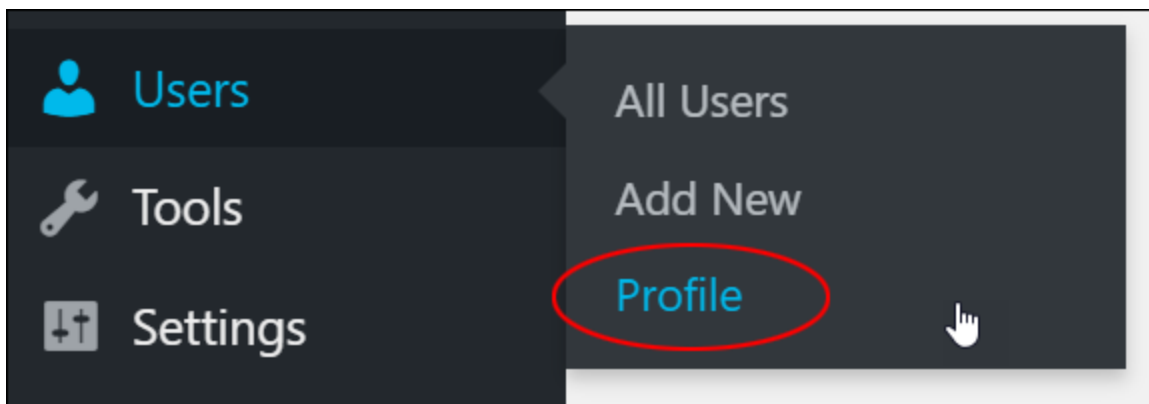 Users
Tools
Settings
All Users
Add New
Profile